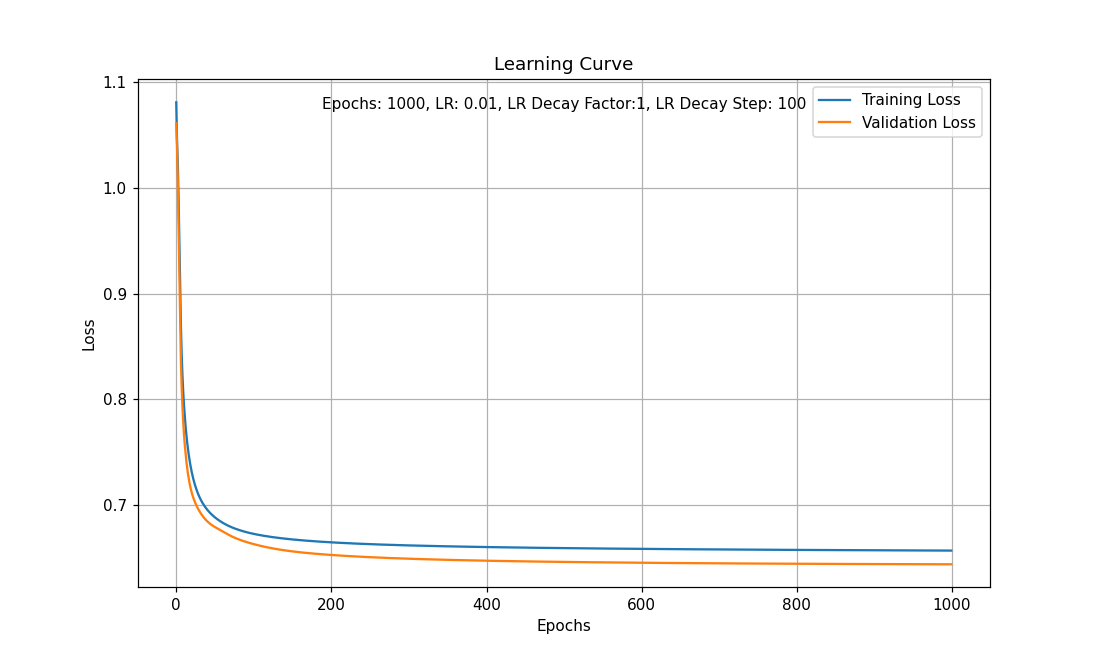 Learning Curve
Epochs: 1000, LR: 0.01, LR Decay Factor:1, LR Decay Step: 100
Training Loss
Validation Loss
1.1
1.0
0.9
0.8
0.7
Loss
0 200 400 600 800 1000
Epochs